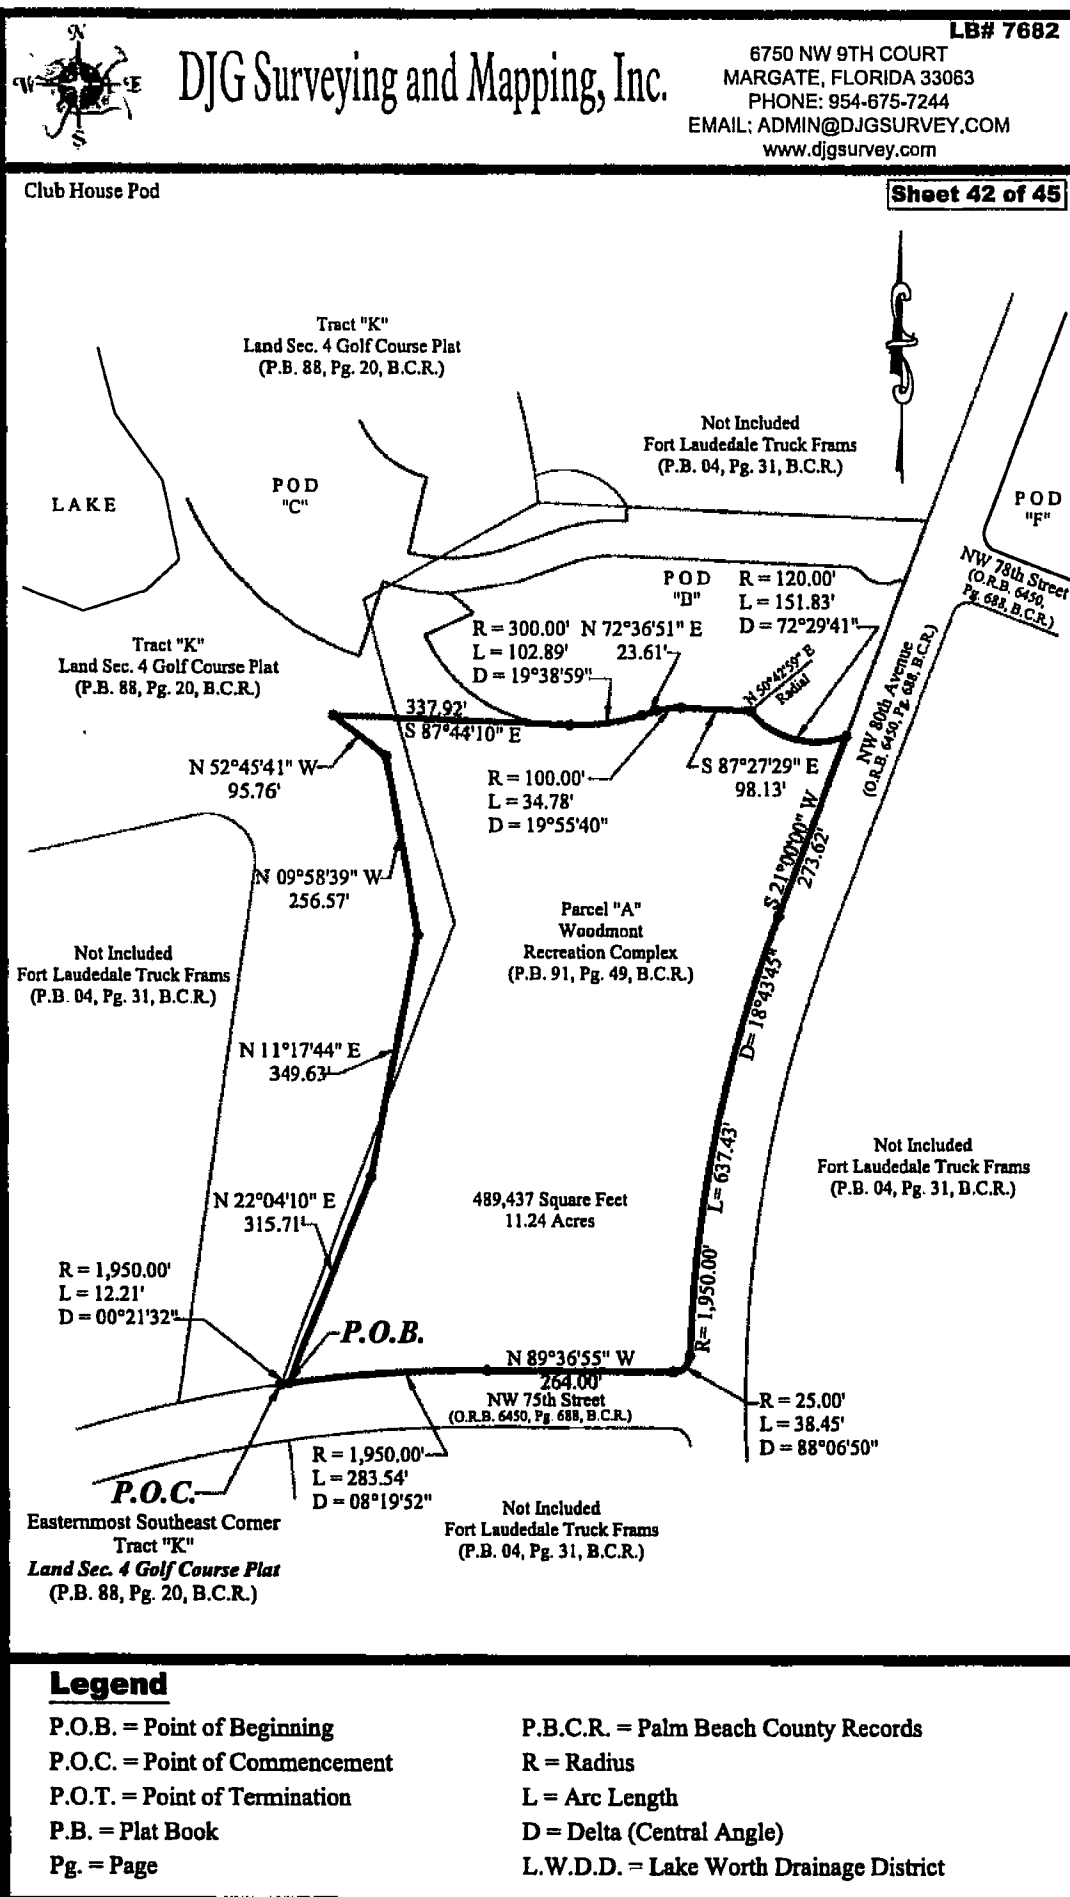 LB# 7682
N
W E
S
DJG Surveying and Mapping, Inc.
6750 NW 9TH COURT
MARGATE, FLORIDA 33063
PHONE: 954-675-7244
EMAIL: ADMIN@DJGSURVEY.COM
www.djgsurvey.com
Club House Pod
Sheet 42 of 45
Tract "K"
Land Sec. 4 Golf Course Plat
(P.B. 88, Pg. 20, B.C.R.)
Not Included
Fort Laudedale Truck Frams
(P.B. 04, Pg. 31, B.C.R.)
LAKE
POD
"C"
POD
"F"
NW 78th Street
(O.R.B. 6450,
Pg. 688, B.C.R.)
POD
"B"
R = 120.00'
L = 151.83'
D = 72°29'41"
R = 300.00'
L = 102.89'
D = 19°38'59"
N 72°36'51" E
23.61'
N 50°42'59" E
Radial
Tract "K"
Land Sec. 4 Golf Course Plat
(P.B. 88, Pg. 20, B.C.R.)
NW 80th Avenue
(O.R.B. 6450, Pg. 688, B.C.R.)
337.92'
S 87°44'10" E
N 52°45'41" W
95.76'
R = 100.00'
L = 34.78'
D = 19°55'40"
S 87°27'29" E
98.13'
S 21°00'00" W
273.62'
N 09°58'39" W
256.57'
Parcel "A"
Woodmont
Recreation Complex
(P.B. 91, Pg. 49, B.C.R.)
Not Included
Fort Laudedale Truck Frams
(P.B. 04, Pg. 31, B.C.R.)
N 11°17'44" E
349.63'
R= 1,950.00' L= 637.43' D= 18°43'45"
Not Included
Fort Laudedale Truck Frams
(P.B. 04, Pg. 31, B.C.R.)
N 22°04'10" E
315.71'
489,437 Square Feet
11.24 Acres
R = 1,950.00'
L = 12.21'
D = 00°21'32"
P.O.B.
N 89°36'55" W
264.00'
NW 75th Street
(O.R.B. 6450, Pg. 688, B.C.R.)
R = 25.00'
L = 38.45'
D = 88°06'50"
R = 1,950.00'
L = 283.54'
D = 08°19'52"
P.O.C.
Easternmost Southeast Corner
Tract "K"
Land Sec. 4 Golf Course Plat
(P.B. 88, Pg. 20, B.C.R.)
Not Included
Fort Laudedale Truck Frams
(P.B. 04, Pg. 31, B.C.R.)
Legend
P.O.B. = Point of Beginning
P.O.C. = Point of Commencement
P.O.T. = Point of Termination
P.B. = Plat Book
Pg. = Page
P.B.C.R. = Palm Beach County Records
R = Radius
L = Arc Length
D = Delta (Central Angle)
L.W.D.D. = Lake Worth Drainage District